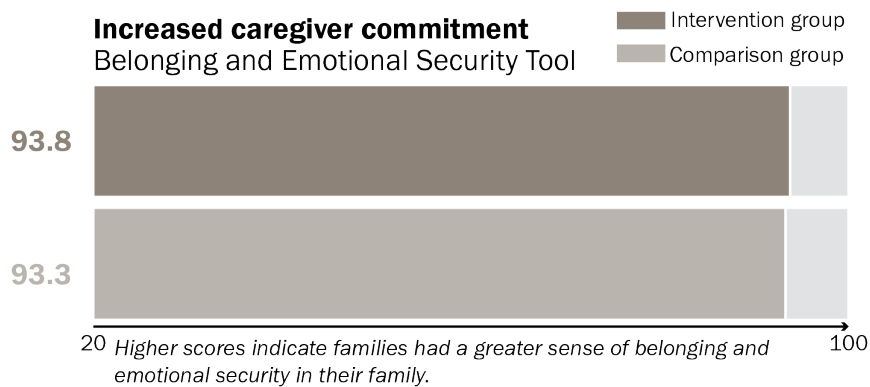 Increased caregiver commitment
Belonging and Emotional Security Tool
Intervention group
Comparison group
93.8
93.3
20
100
Higher scores indicate families had a greater sense of belonging and
emotional security in their family.